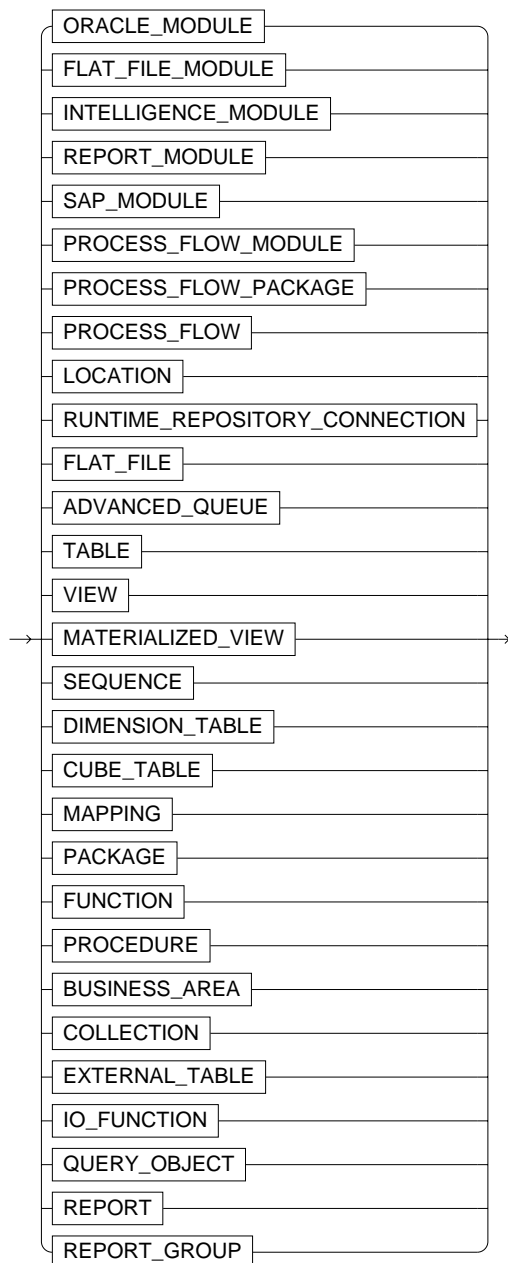 ORACLE_MODULE
FLAT_FILE_MODULE
INTELLIGENCE_MODULE
REPORT_MODULE
SAP_MODULE
PROCESS_FLOW_MODULE
PROCESS_FLOW_PACKAGE
PROCESS_FLOW
LOCATION
RUNTIME_REPOSITORY_CONNECTION
FLAT_FILE
ADVANCED_QUEUE
TABLE
VIEW
MATERIALIZED_VIEW
SEQUENCE
DIMENSION_TABLE
CUBE_TABLE
MAPPING
PACKAGE
FUNCTION
PROCEDURE
BUSINESS_AREA
COLLECTION
EXTERNAL_TABLE
IO_FUNCTION
QUERY_OBJECT
REPORT
REPORT_GROUP